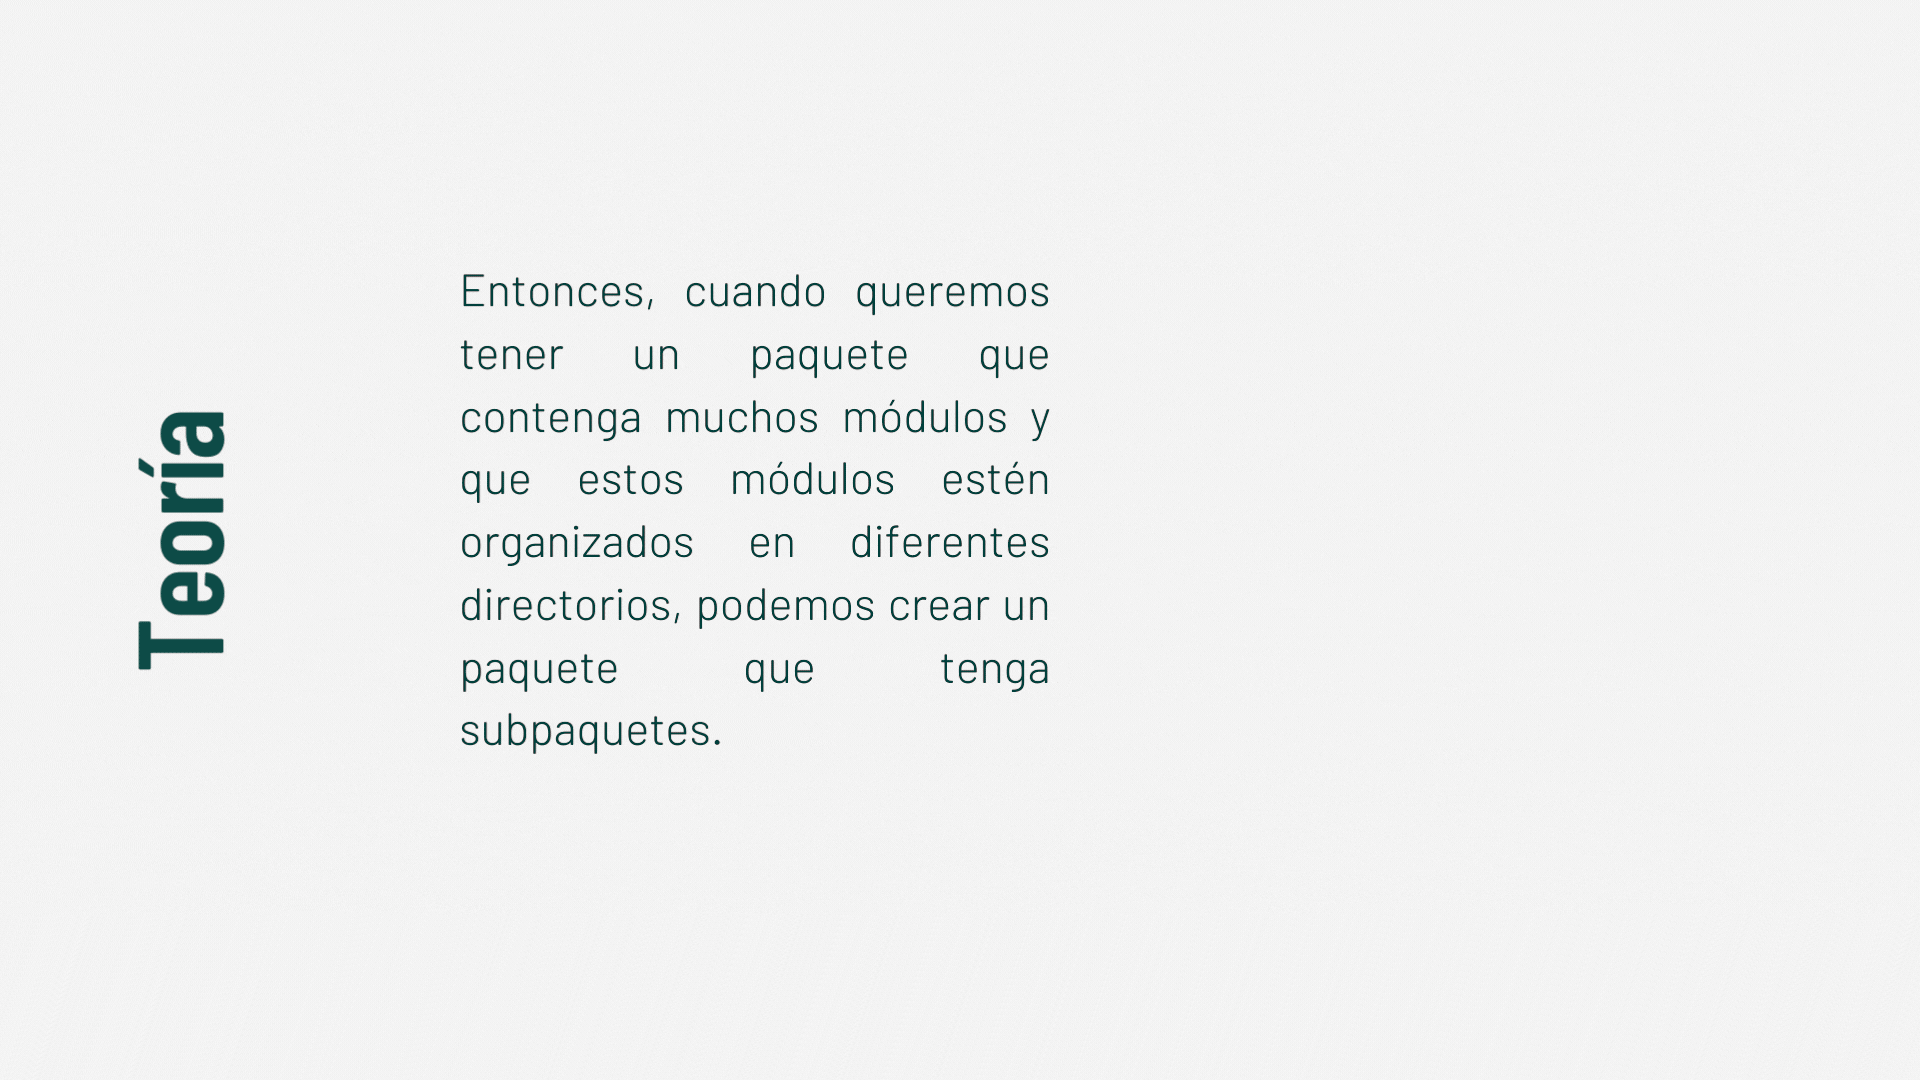 Teoría
Entonces, cuando queremos
tener un paquete que
contenga muchos módulos y
que estos módulos estén
organizados en diferentes
directorios, podemos crear un
paquete que tenga
subpaquetes.